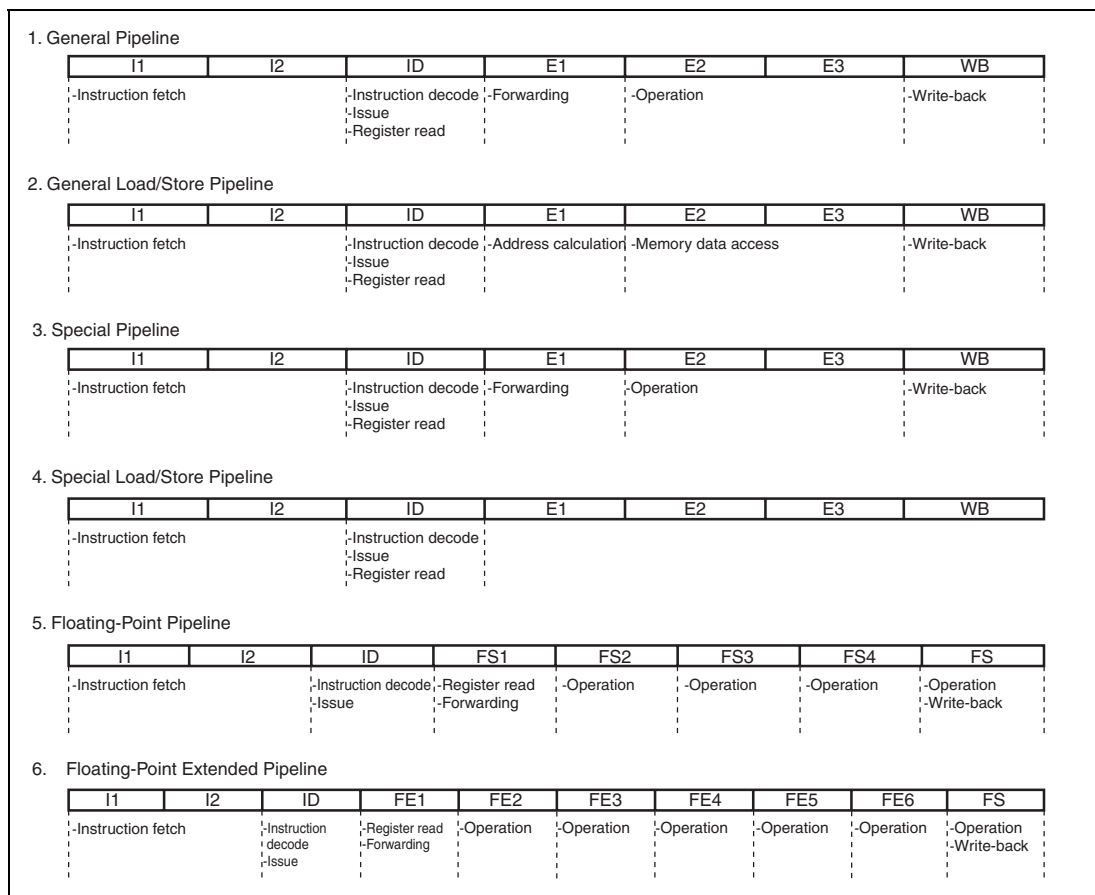 1. General Pipeline
I1 I2 ID E1 E2 E3 WB
-Instruction fetch -Instruction decode -Forwarding -Operation -Write-back
-Issue
-Register read
2. General Load/Store Pipeline
I1 I2 ID E1 E2 E3 WB
-Instruction fetch -Instruction decode -Address calculation -Memory data access -Write-back
-Issue
-Register read
3. Special Pipeline
I1 I2 ID E1 E2 E3 WB
-Instruction fetch -Instruction decode -Forwarding -Operation -Write-back
-Issue
-Register read
4. Special Load/Store Pipeline
I1 I2 ID E1 E2 E3 WB
-Instruction fetch -Instruction decode
-Issue
-Register read
5. Floating-Point Pipeline
I1 I2 ID FS1 FS2 FS3 FS4 FS
-Instruction fetch -Instruction decode -Register read -Operation -Operation -Operation -Operation
-Issue -Forwarding -Write-back
6. Floating-Point Extended Pipeline
I1 I2 ID FE1 FE2 FE3 FE4 FE5 FE6 FS
-Instruction fetch -Instruction -Register read -Operation -Operation -Operation -Operation -Operation -Operation
decode -Forwarding -Write-back
-Issue